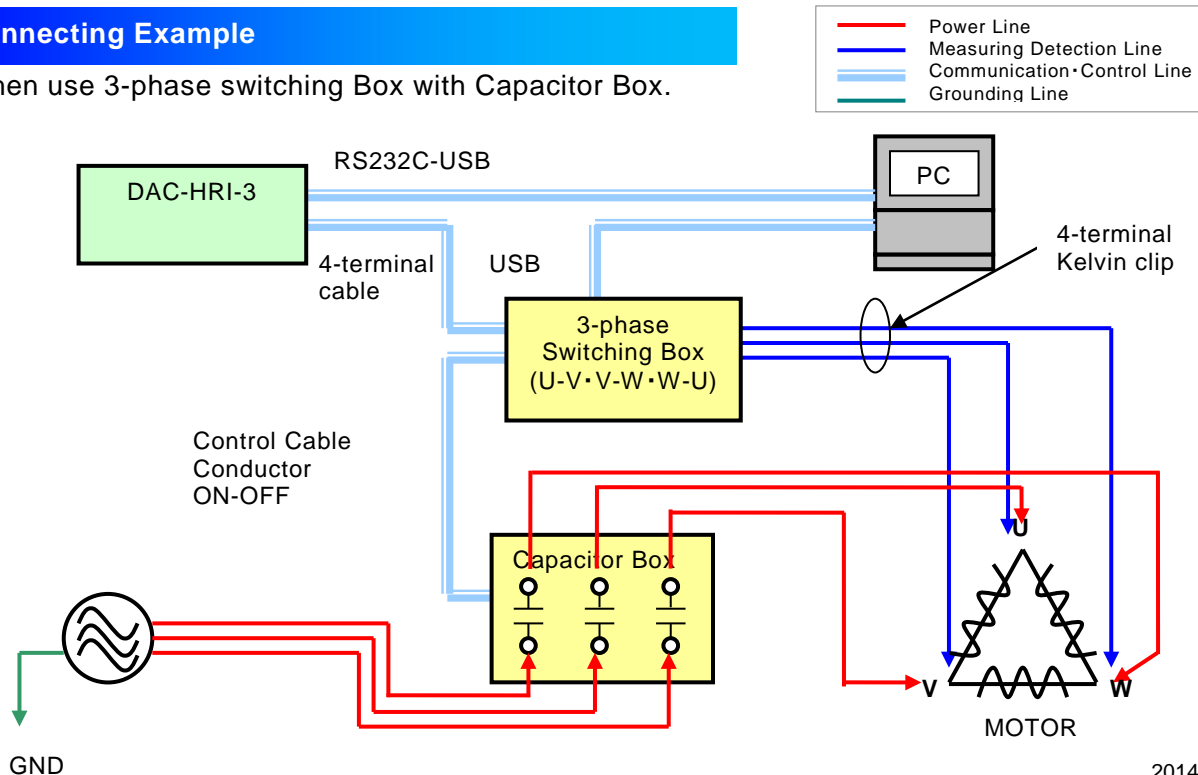 nnecting Example
hen use 3-phase switching Box with Capacitor Box.
Power Line
Measuring Detection Line
Communication・Control Line
Grounding Line
RS232C-USB
DAC-HRI-3
PC
4-terminal
cable
USB
4-terminal
Kelvin clip
3-phase
Switching Box
(U-V・V-W・W-U)
Control Cable
Conductor
ON-OFF
Capacitor Box
U
V
W
MOTOR
GND
2014